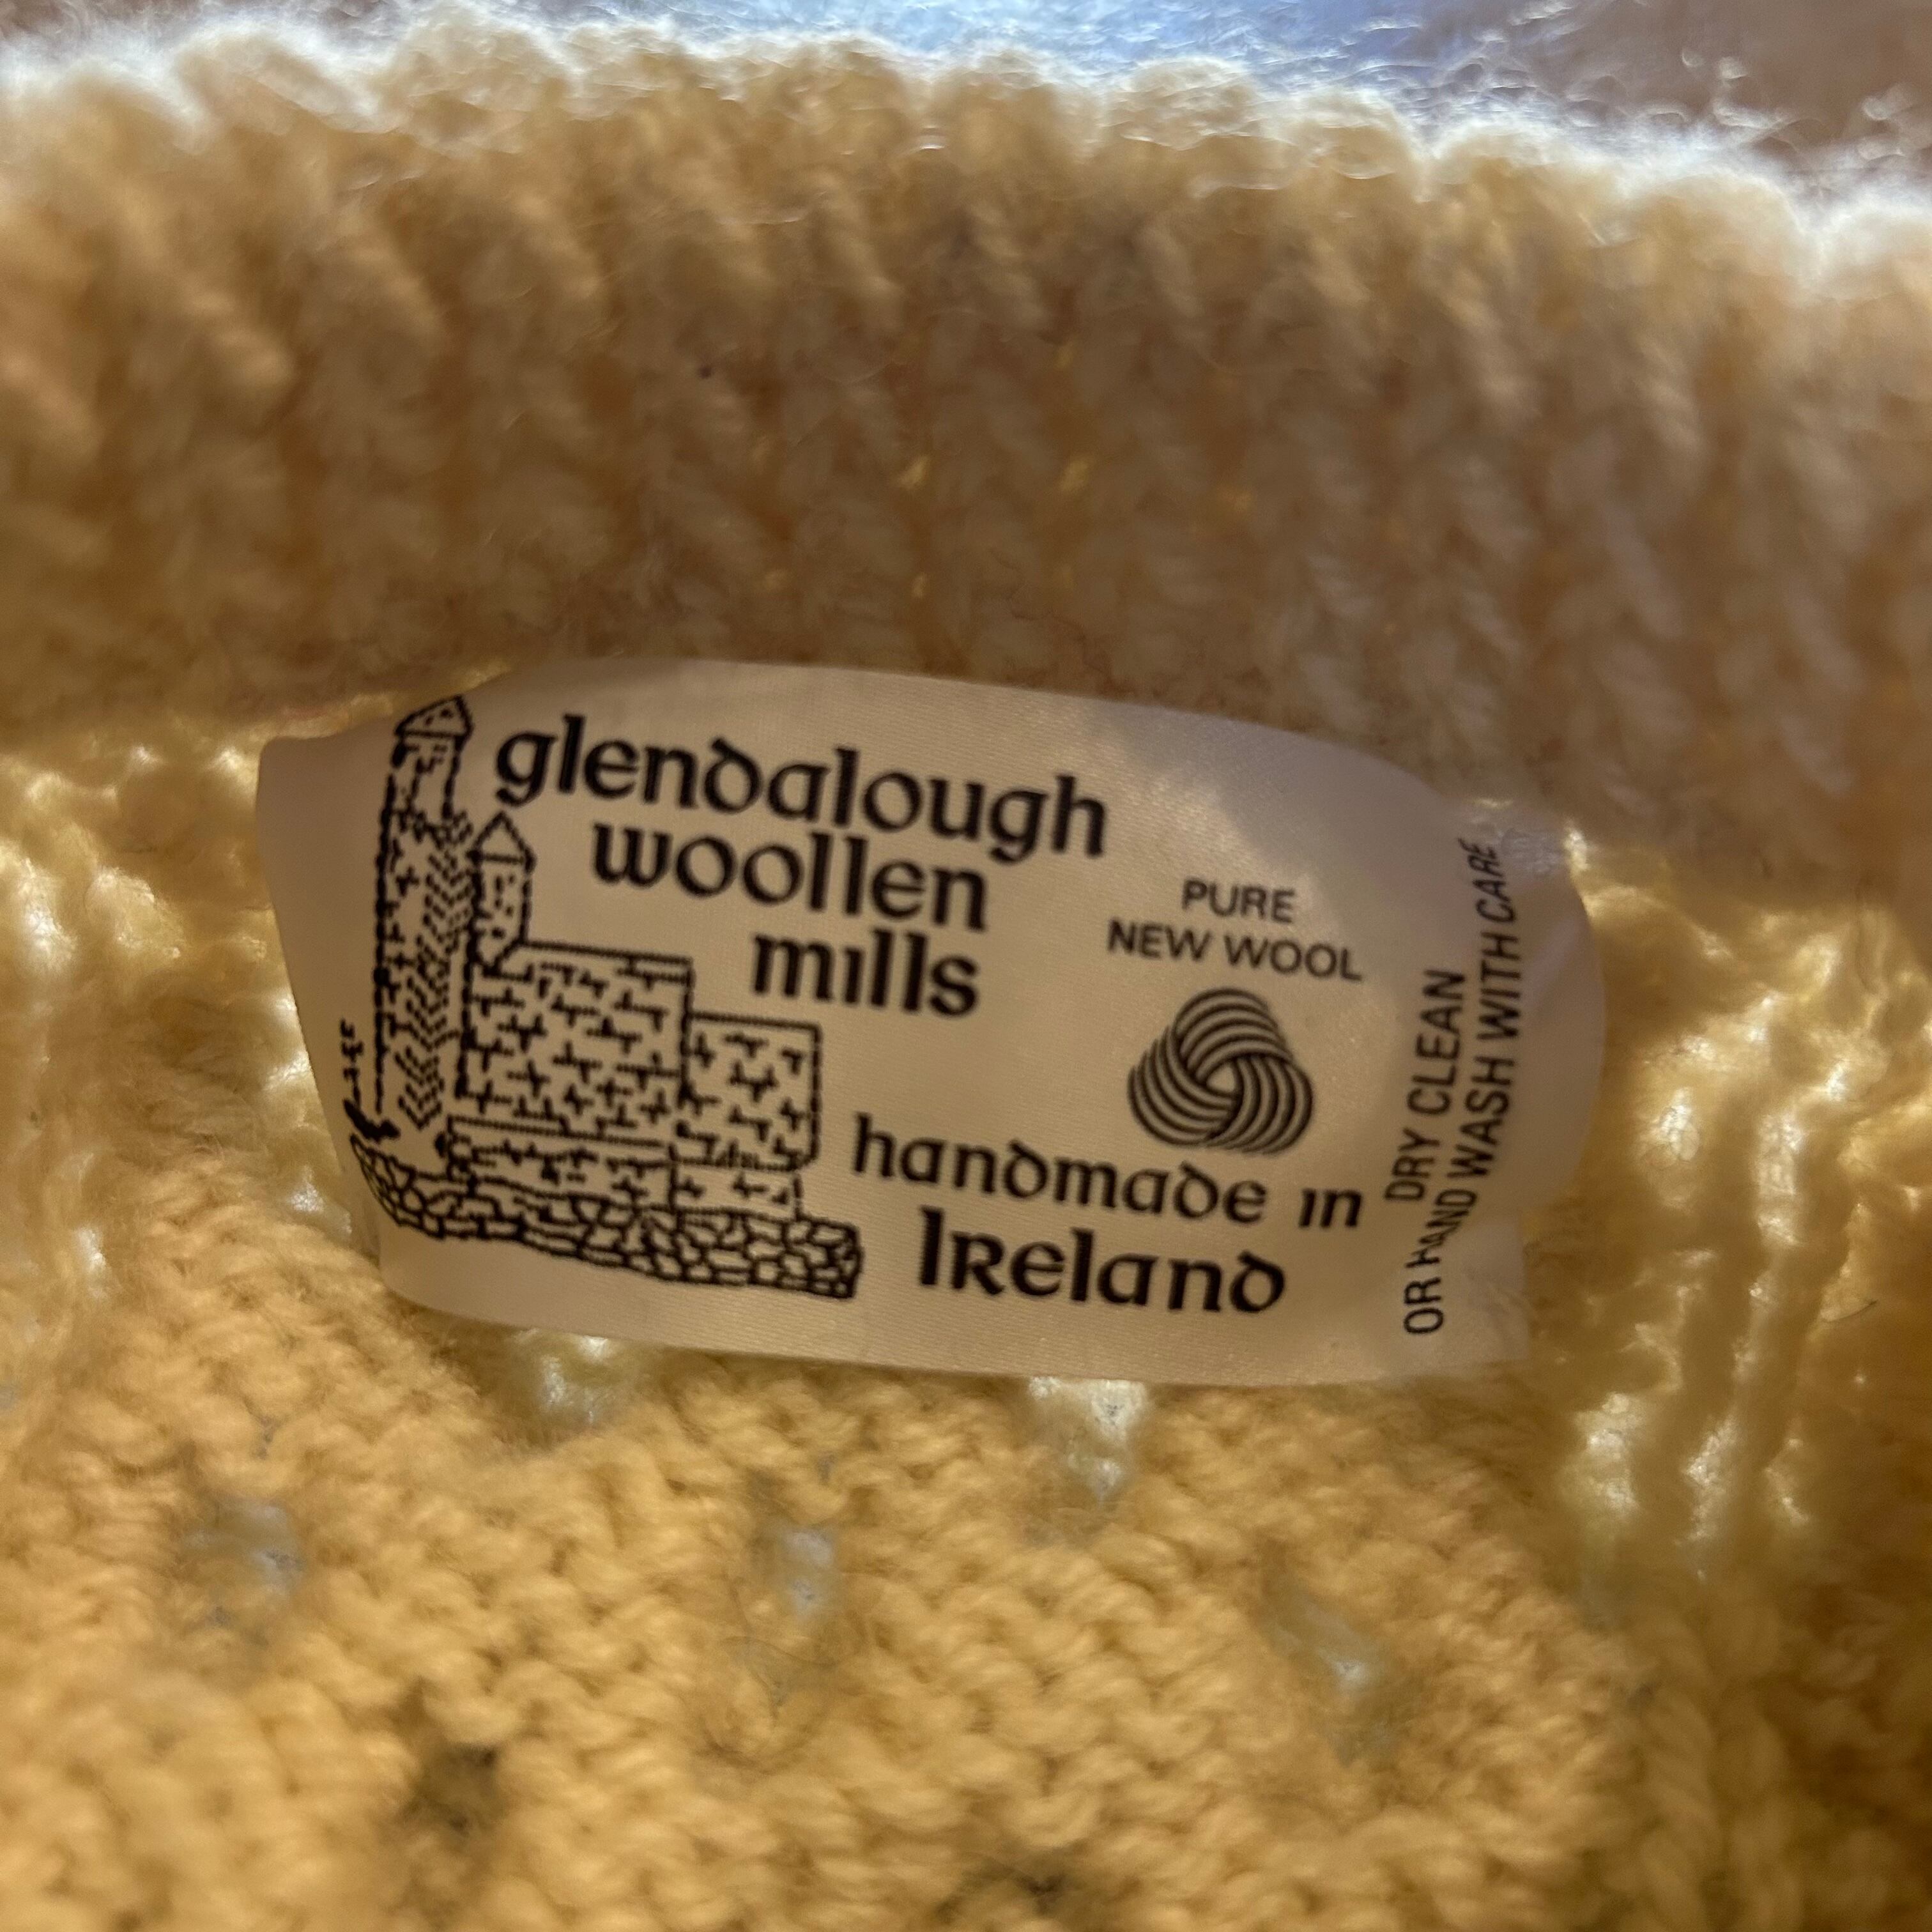 glendalough
woollen
mills
PURE
NEW WOOL
handmade in
Ireland
DRY CLEAN
OR HAND WASH WITH CARE